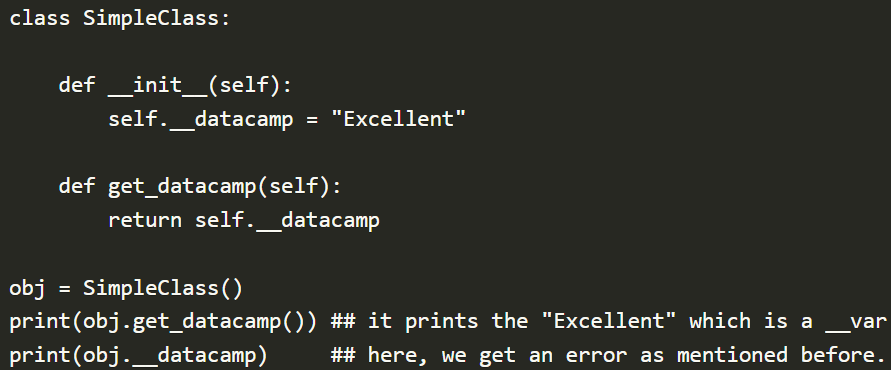 class SimpleClass:
    def __init__(self):
        self.__datacamp = "Excellent"
    def get_datacamp(self):
        return self.__datacamp
obj = SimpleClass()
print(obj.get_datacamp()) ## it prints the "Excellent" which is a __var
print(obj.__datacamp)     ## here, we get an error as mentioned before.